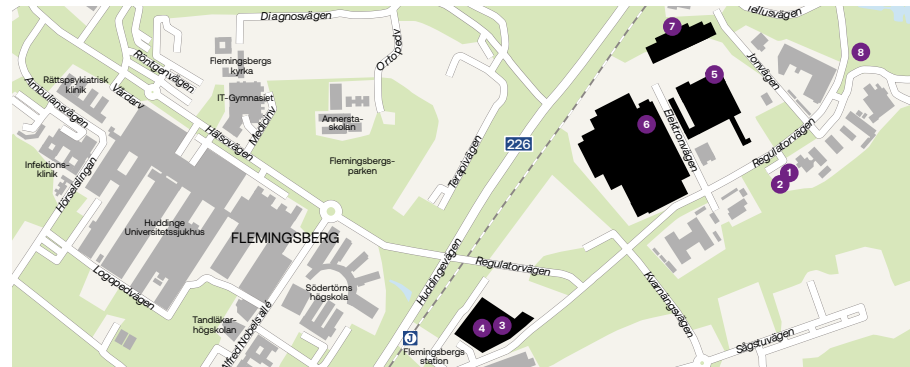 Diagnosvägen
Tellusvägen
7
8
Ortopedv
Röntgenvägen
Flemingsbergs
kyrka
Jonvägen
5
Rättspsykiatrisk
klinik
Vårdarv
IT-Gymnasiet
Ambulansvägen
Medicinv
Annersta-
skolan
6
Elektronvägen
Hälsovägen
226
Regulatorvägen
Infektions-
klinik
Flemingsbergs-
parken
Terapivägen
1
2
Hörselslingan
Huddinge
Universitetssjukhus
FLEMINGSBERG
Huddingevägen
Regulatorvägen
Logopedvägen
Södertörns
högskola
Kvarnängsvägen
Tandläkar-
högskolan
Alfred Nobels allé
4
3
J
Flemingsbergs
station
Sågstuvägen